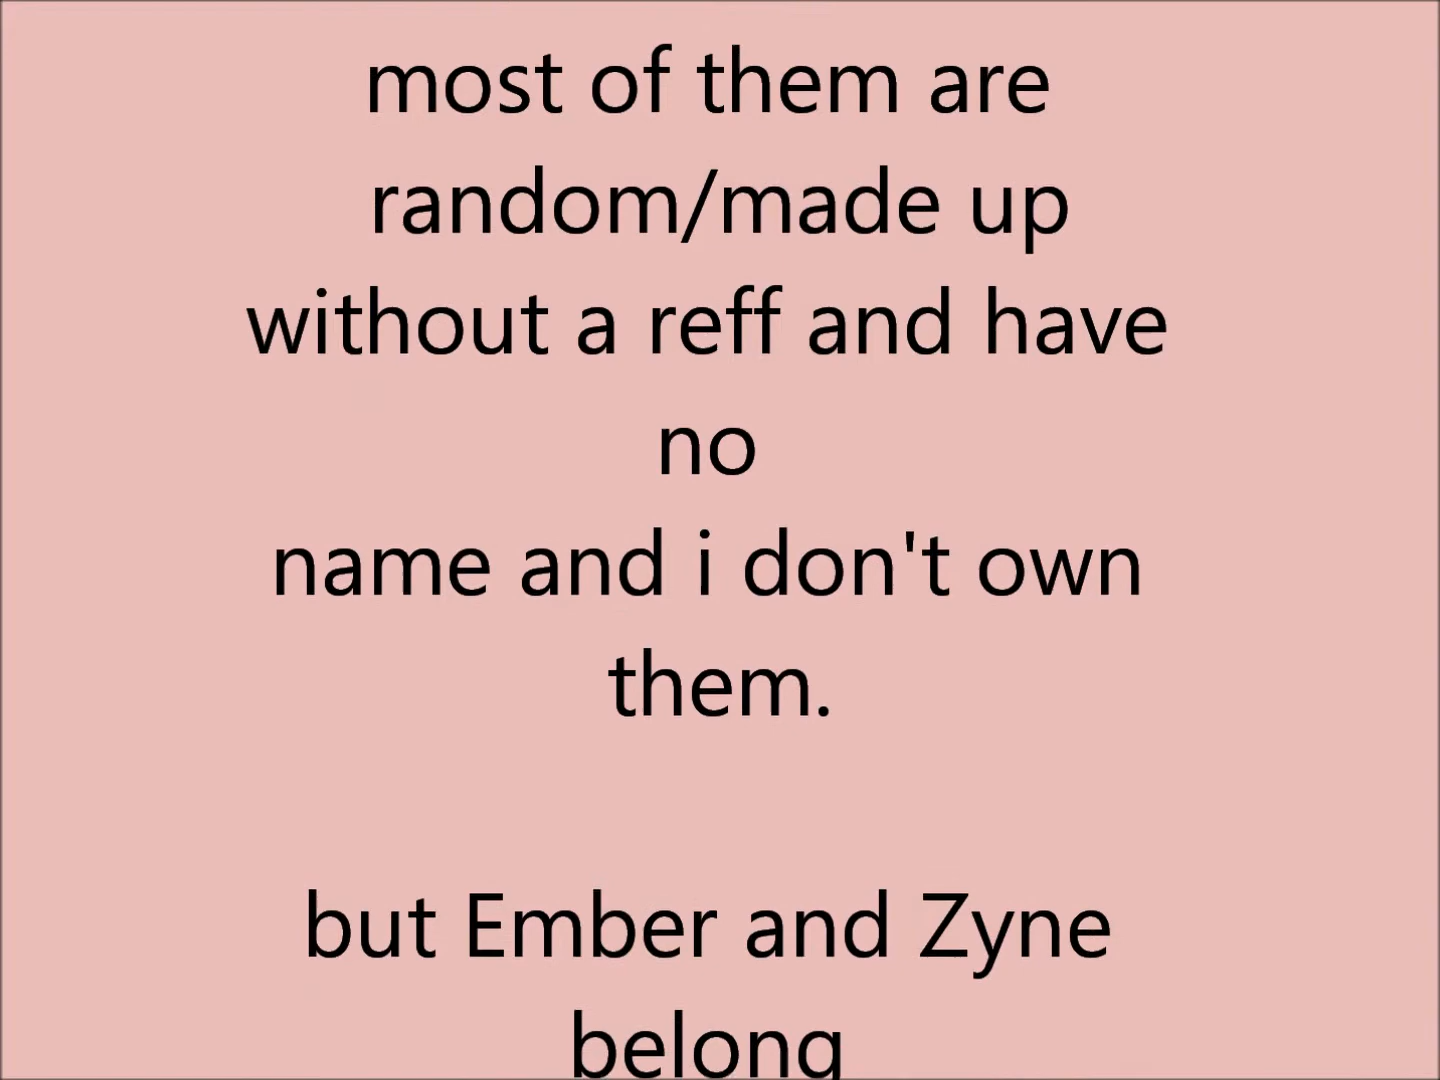 most of them are
random/made up
without a reff and have
no
name and i don't own
them.
but Ember and Zyne
belong